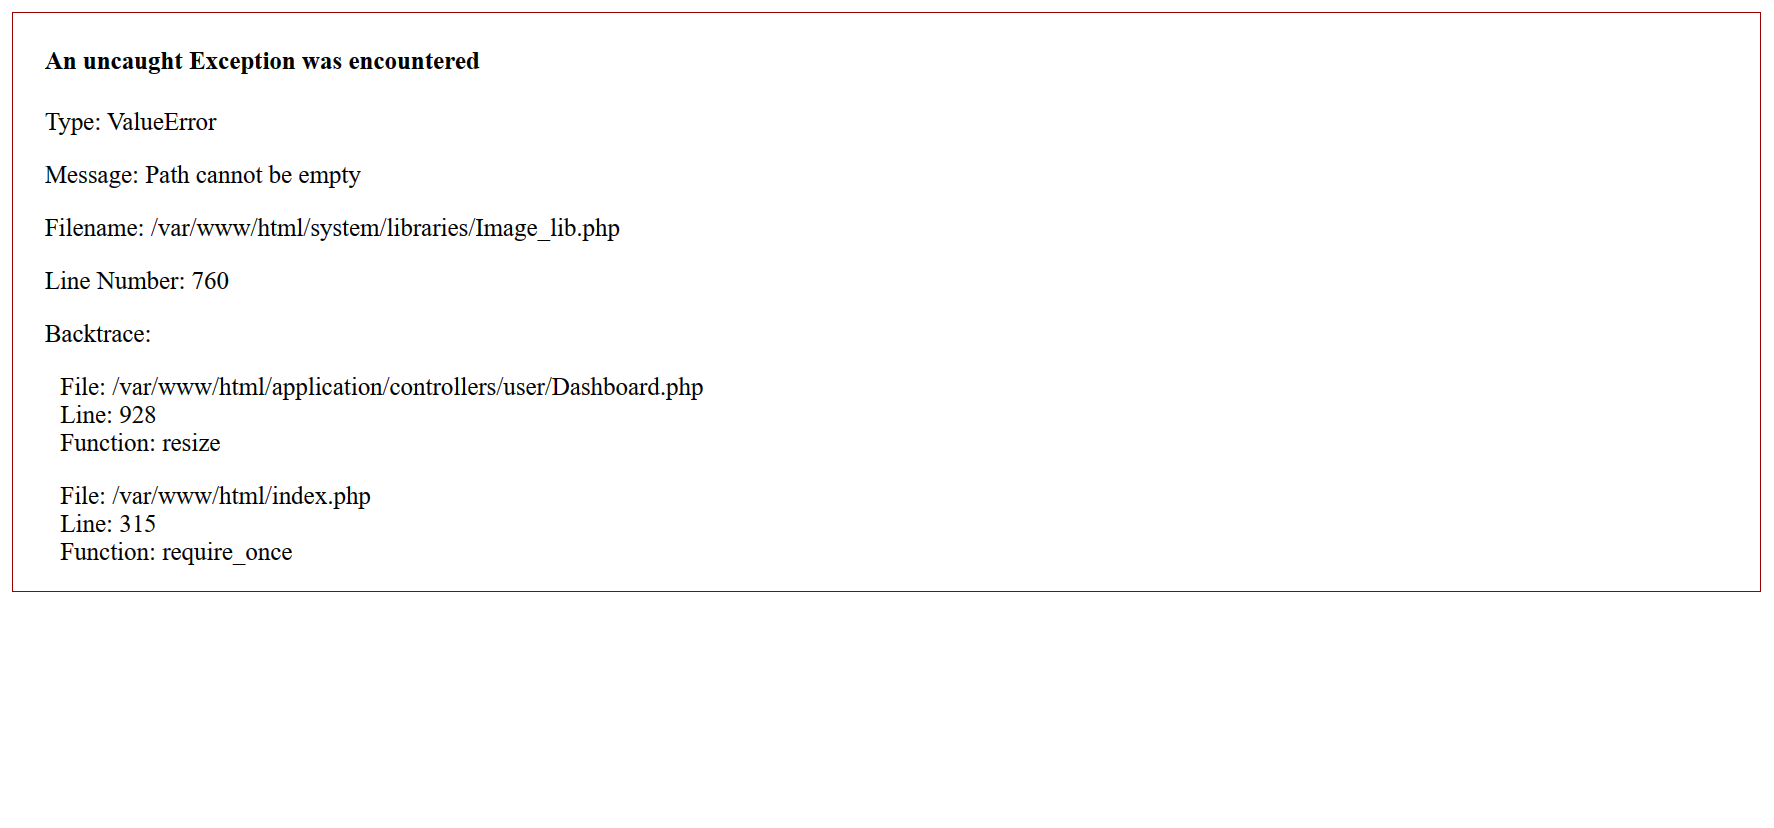 An uncaught Exception was encountered
Type: ValueError
Message: Path cannot be empty
Filename: /var/www/html/system/libraries/Image_lib.php
Line Number: 760
Backtrace:
File: /var/www/html/application/controllers/user/Dashboard.php
Line: 928
Function: resize
File: /var/www/html/index.php
Line: 315
Function: require_once